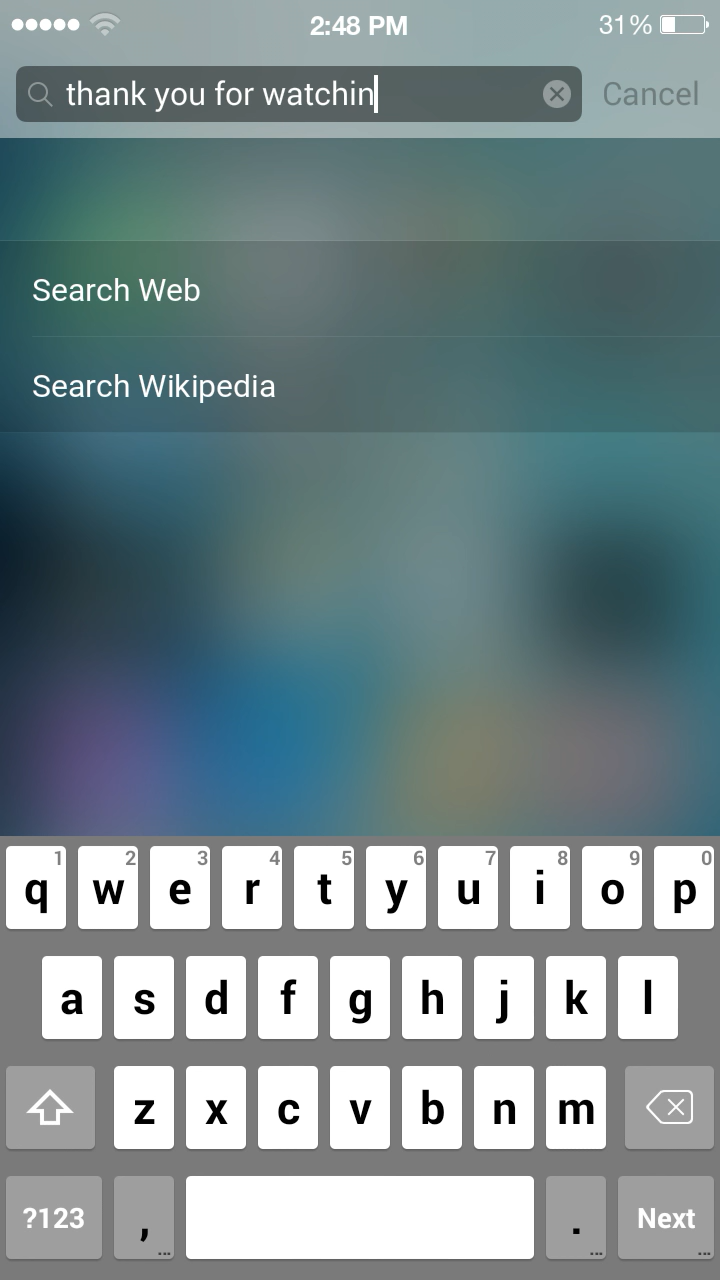 2:48 PM 31%
thank you for watchin Cancel
Search Web
Search Wikipedia
1 2 3 4 5 6 7 8 9 0
q w e r t y u i o p
a s d f g h j k l
z x c v b n m
?123 , . Next
... ... ...